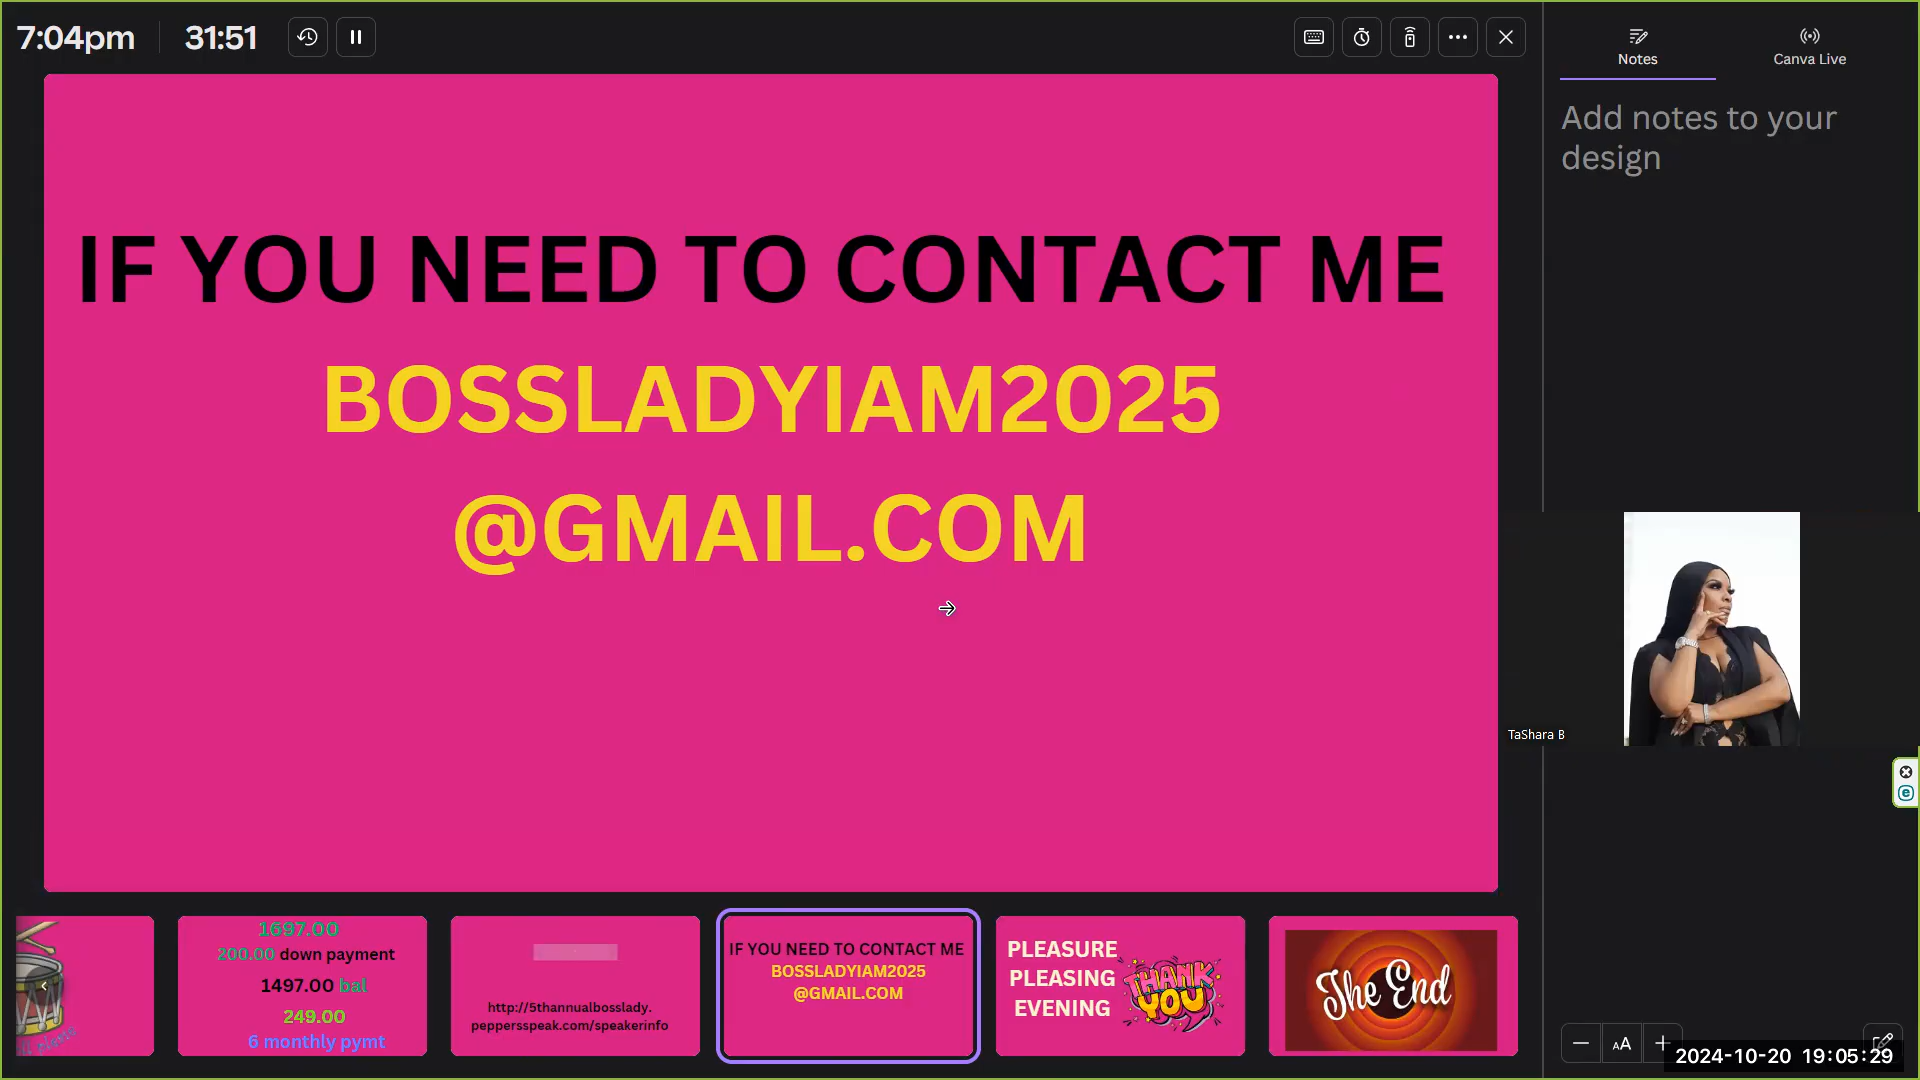 7:04pm
31:51
Notes
Canva Live
Add notes to your
design
IF YOU NEED TO CONTACT ME
BOSSLADYIAM2025
@GMAIL.COM
TaShara B
1697.00
200.00 down payment
1497.00 bal
249.00
6 monthly pymt
http://5thannualbosslady.
peppersspeak.com/speakerinfo
IF YOU NEED TO CONTACT ME
BOSSLADYIAM2025
@GMAIL.COM
PLEASURE
PLEASING
EVENING
THANK
YOU
The End
AA
2024-10-20 19:05:29